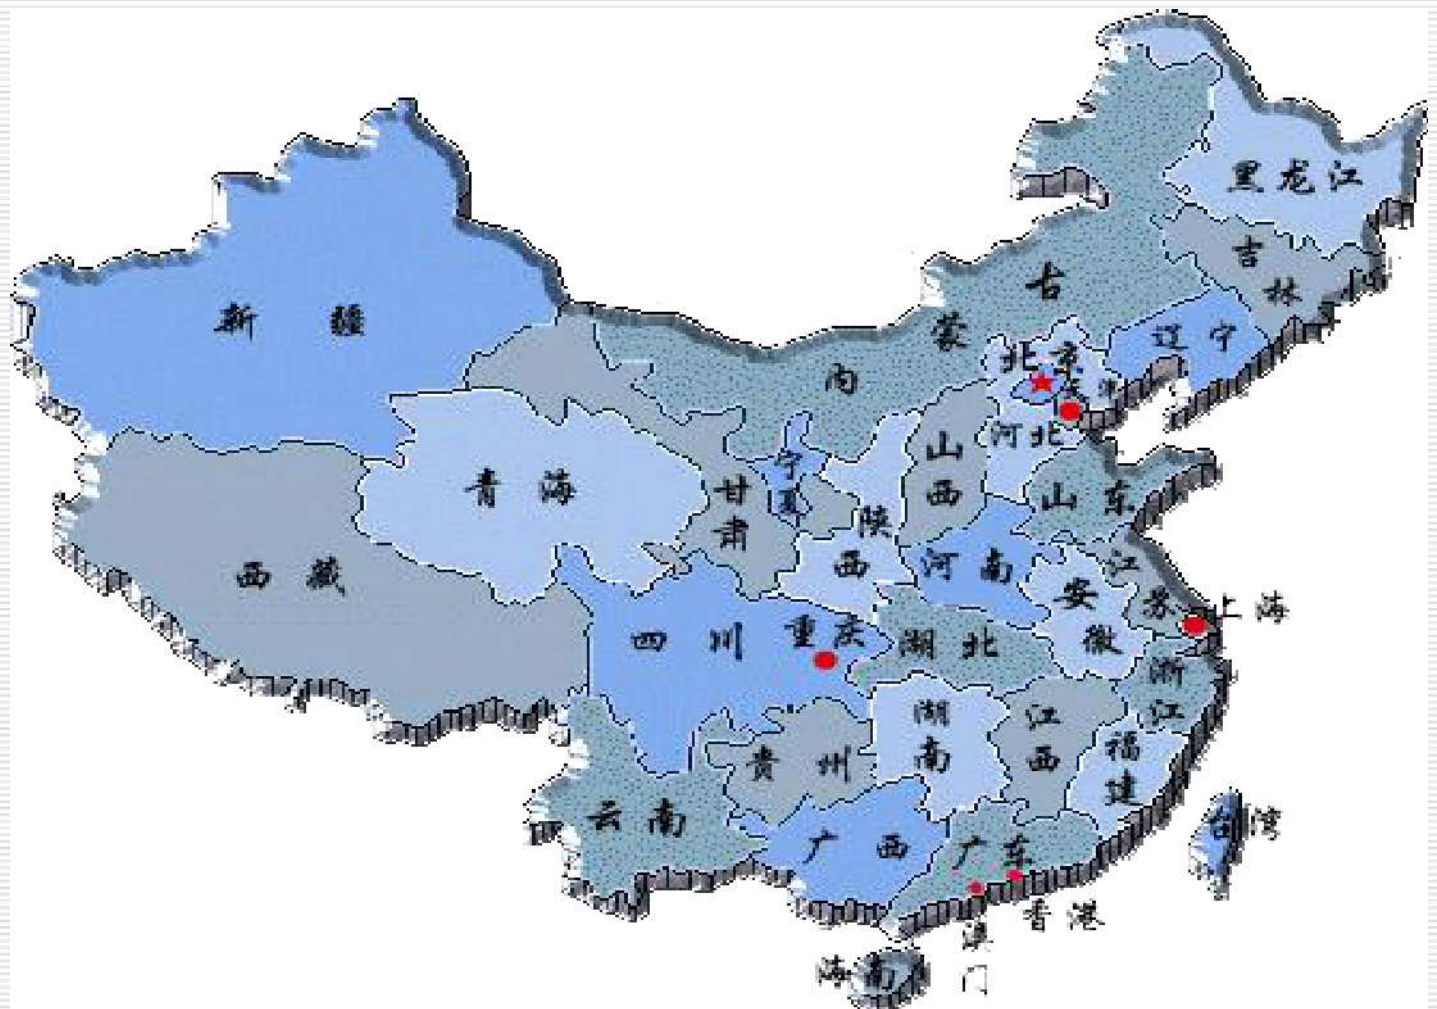 黑龙江
吉林
辽宁
内蒙古
新疆
北京
天津
河北
山西
山东
宁夏
甘肃
青海
陕西
河南
西藏
江苏
安徽
上海
四川
重庆
湖北
浙江
湖南
江西
福建
贵州
云南
广西
广东
台湾
香港
澳门
海南